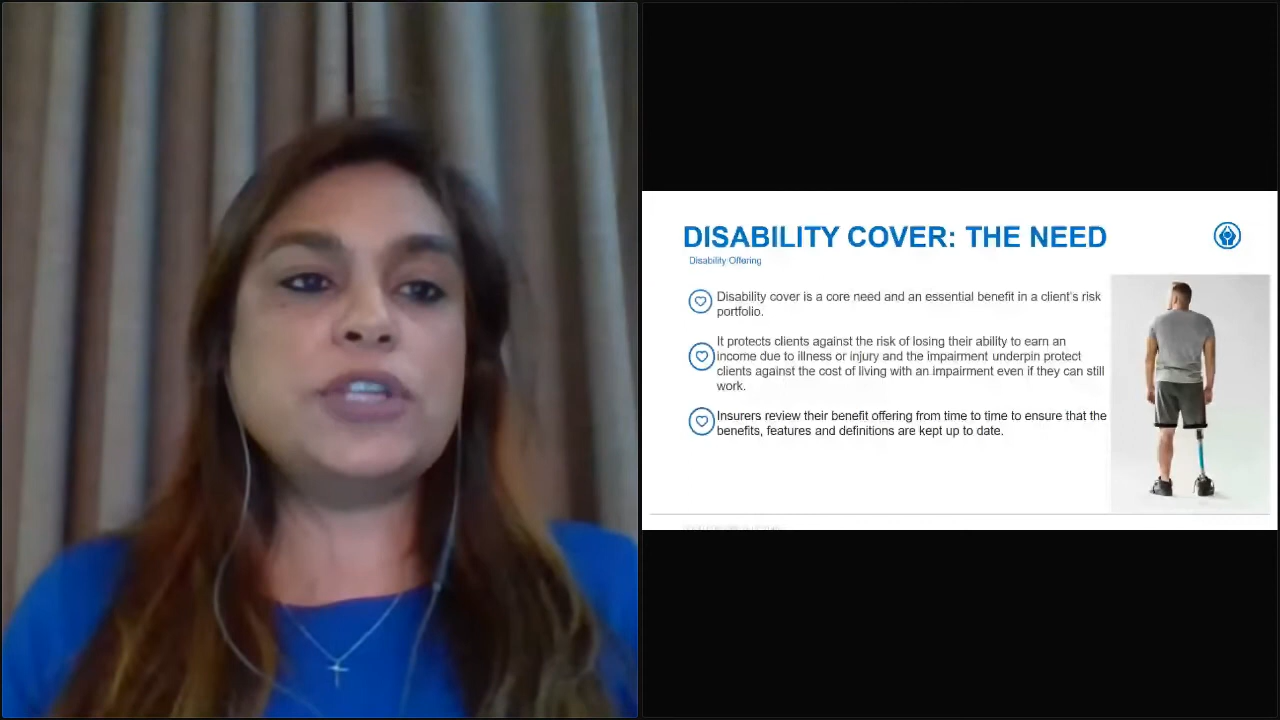 DISABILITY COVER: THE NEED
Disability Offering
Disability cover is a core need and an essential benefit in a client's risk
portfolio.
It protects clients against the risk of losing their ability to earn an
income due to illness or injury and the impairment underpin protect
clients against the cost of living with an impairment even if they can still
work.
Insurers review their benefit offering from time to time to ensure that the
benefits, features and definitions are kept up to date.